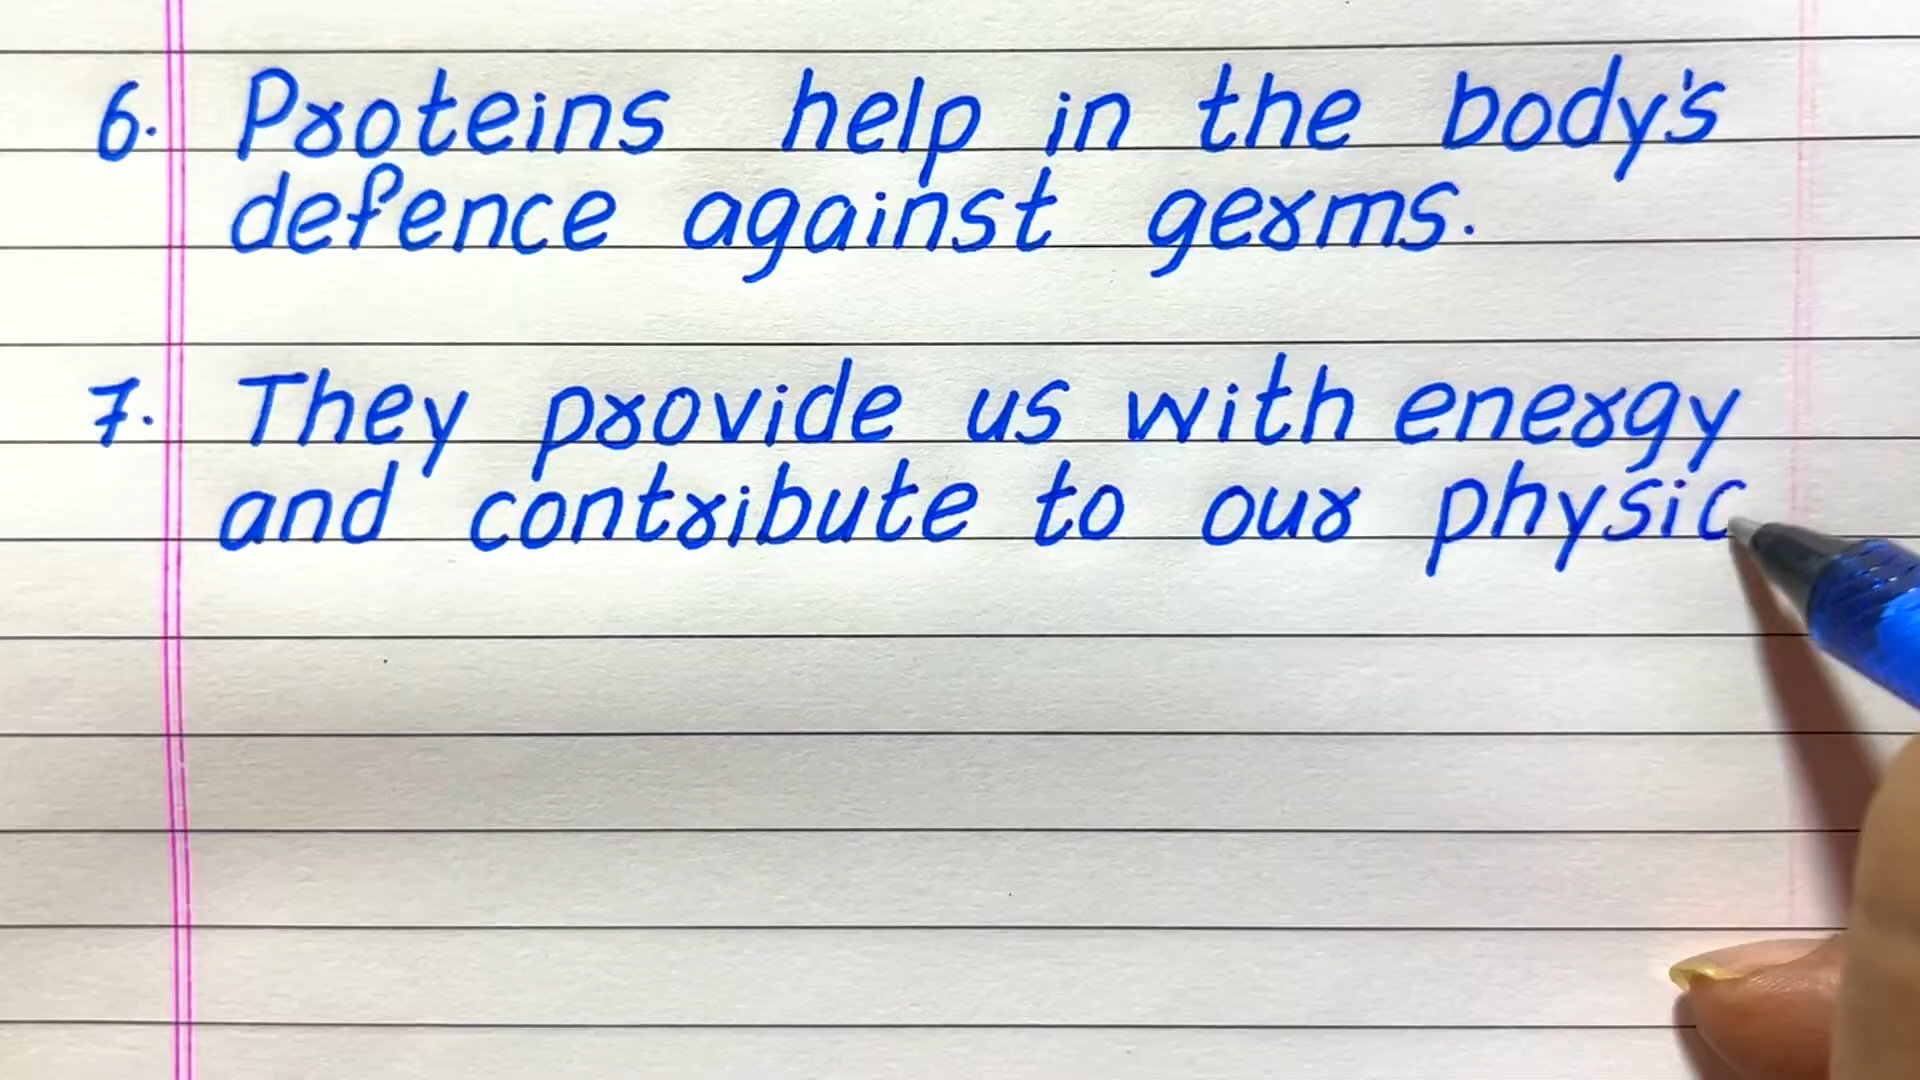 6. Proteins help in the body's
defence against germs.
7. They provide us with energy
and contribute to our physic